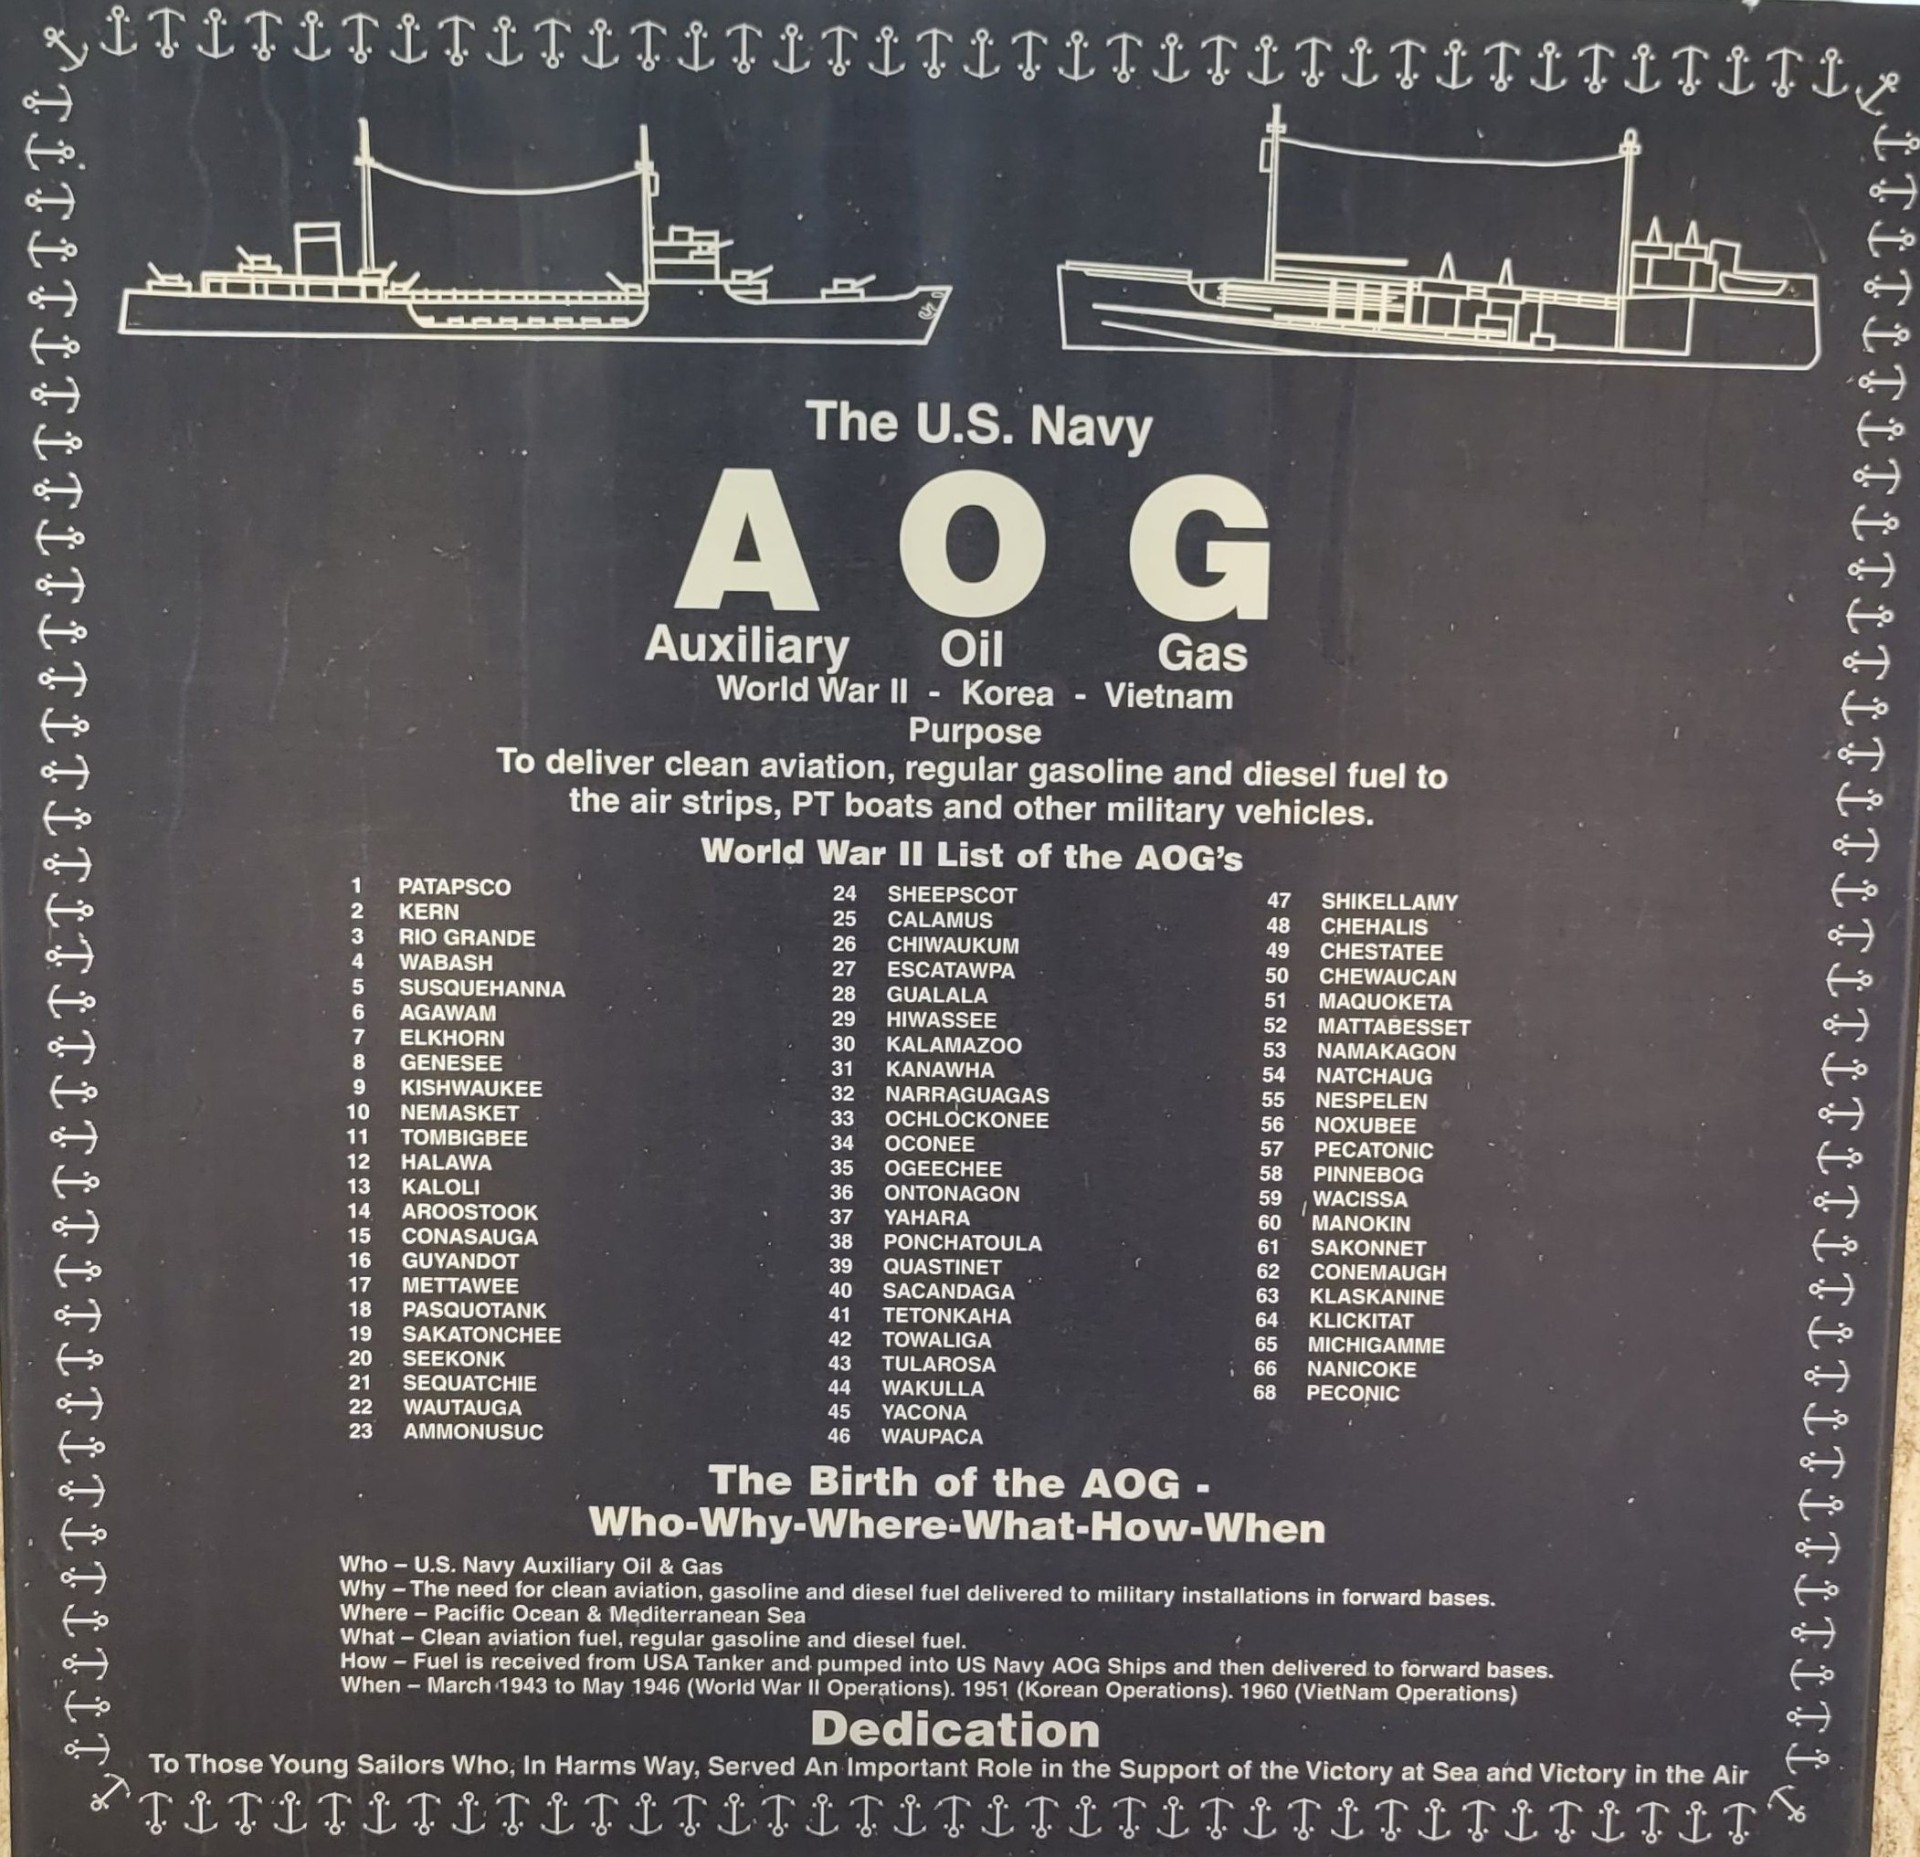 The U.S. Navy
A O G
Auxiliary Oil Gas
World War II - Korea - Vietnam
Purpose
To deliver clean aviation, regular gasoline and diesel fuel to
the air strips, PT boats and other military vehicles.
World War II List of the AOG's
1 PATAPSCO
2 KERN
3 RIO GRANDE
4 WABASH
5 SUSQUEHANNA
6 AGAWAM
7 ELKHORN
8 GENESEE
9 KISHWAUKEE
10 NEMASKET
11 TOMBIGBEE
12 HALAWA
13 KALOLI
14 AROOSTOOK
15 CONASAUGA
16 GUYANDOT
17 METTAWEE
18 PASQUOTANK
19 SAKATONCHEE
20 SEEKONK
21 SEQUATCHIE
22 WAUTAUGA
23 AMMONUSUC
24 SHEEPSCOT
25 CALAMUS
26 CHIWAUKUM
27 ESCATAWPA
28 GUALALA
29 HIWASSEE
30 KALAMAZOO
31 KANAWHA
32 NARRAGUAGAS
33 OCHLOCKONEE
34 OCONEE
35 OGEECHEE
36 ONTONAGON
37 YAHARA
38 PONCHATOULA
39 QUASTINET
40 SACANDAGA
41 TETONKAHA
42 TOWALIGA
43 TULAROSA
44 WAKULLA
45 YACONA
46 WAUPACA
47 SHIKELLAMY
48 CHEHALIS
49 CHESTATEE
50 CHEWAUCAN
51 MAQUOKETA
52 MATTABESSET
53 NAMAKAGON
54 NATCHAUG
55 NESPELEN
56 NOXUBEE
57 PECATONIC
58 PINNEBOG
59 WACISSA
60 MANOKIN
61 SAKONNET
62 CONEMAUGH
63 KLASKANINE
64 KLICKITAT
65 MICHIGAMME
66 NANICOKE
68 PECONIC
The Birth of the AOG -
Who-Why-Where-What-How-When
Who – U.S. Navy Auxiliary Oil & Gas
Why – The need for clean aviation, gasoline and diesel fuel delivered to military installations in forward bases.
Where – Pacific Ocean & Mediterranean Sea
What – Clean aviation fuel, regular gasoline and diesel fuel.
How – Fuel is received from USA Tanker and pumped into US Navy AOG Ships and then delivered to forward bases.
When – March 1943 to May 1946 (World War II Operations). 1951 (Korean Operations). 1960 (VietNam Operations)
Dedication
To Those Young Sailors Who, In Harms Way, Served An Important Role in the Support of the Victory at Sea and Victory in the Air